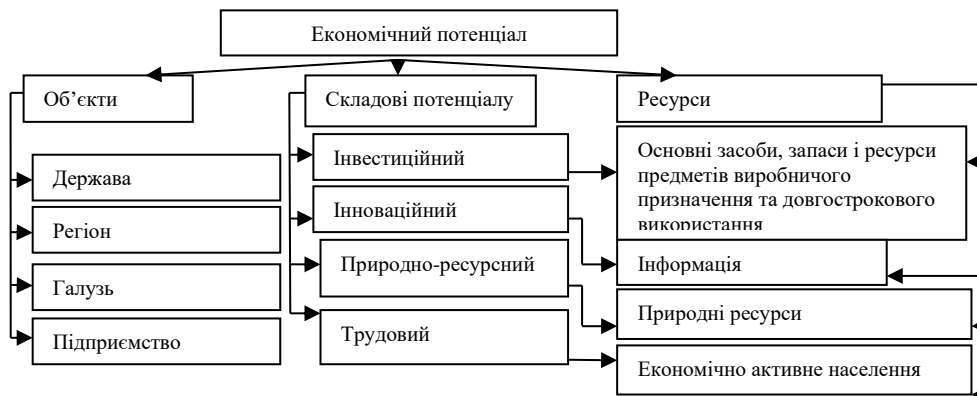 Економічний потенціал
Об’єкти
Держава
Регіон
Галузь
Підприємство
Складові потенціалу
Інвестиційний
Інноваційний
Природно-ресурсний
Трудовий
Ресурси
Основні засоби, запаси і ресурси
предметів виробничого
призначення та довгострокового
використання
Інформація
Природні ресурси
Економічно активне населення